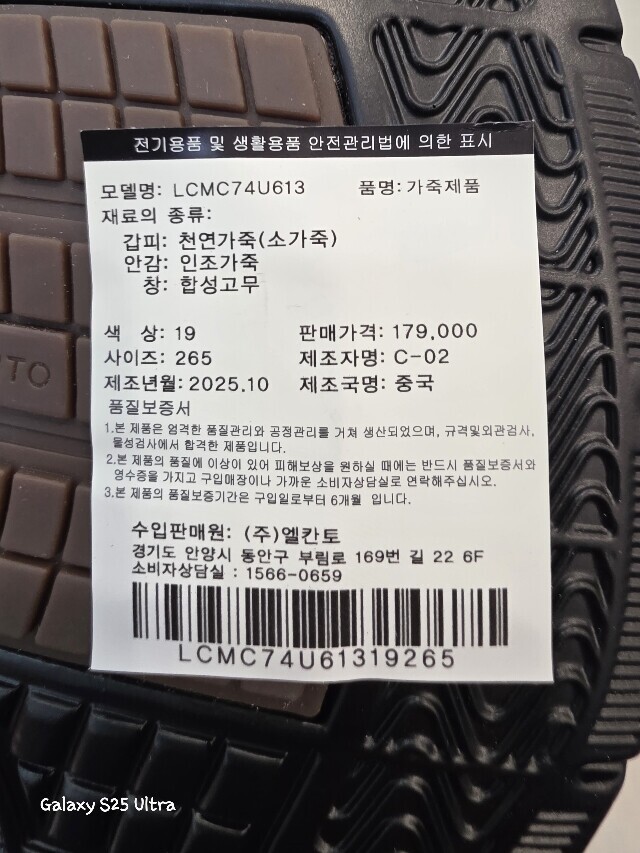 전기용품 및 생활용품 안전관리법에 의한 표시
모델명: LCMC74U613 품명: 가죽제품
재료의 종류:
갑피: 천연가죽(소가죽)
안감: 인조가죽
창: 합성고무
색 상: 19 판매가격: 179,000
사이즈: 265 제조자명: C-02
제조년월: 2025.10 제조국명: 중국
품질보증서
1.본 제품은 엄격한 품질관리와 공정관리를 거쳐 생산되었으며, 규격및외관검사,
물성검사에서 합격한 제품입니다.
2.본 제품의 품질에 이상이 있어 피해보상을 원하실 때에는 반드시 품질보증서와
영수증을 가지고 구입매장이나 가까운 소비자상담실로 연락해주십시오.
3.본 제품의 품질보증기간은 구입일로부터 6개월 입니다.
수입판매원: (주)엘칸토
경기도 안양시 동안구 부림로 169번 길 22 6F
소비자상담실 : 1566-0659
LCMC74U61319265
Galaxy S25 Ultra